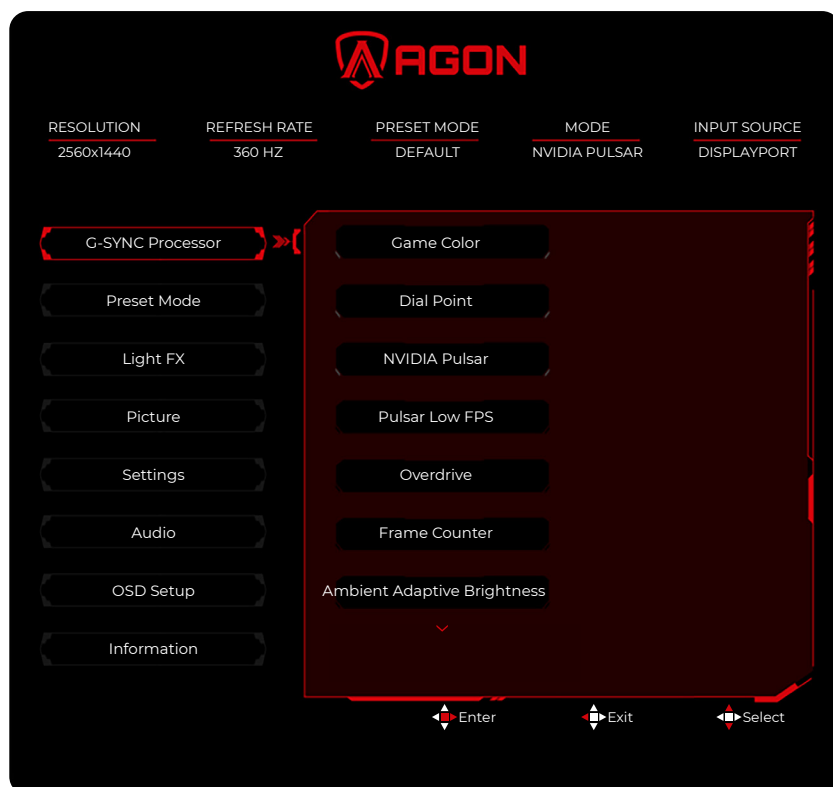 AGON
RESOLUTION REFRESH RATE PRESET MODE MODE INPUT SOURCE
2560x1440 360 HZ DEFAULT NVIDIA PULSAR DISPLAYPORT
G-SYNC Processor Game Color
Preset Mode Dial Point
Light FX NVIDIA Pulsar
Picture Pulsar Low FPS
Settings Overdrive
Audio Frame Counter
OSD Setup Ambient Adaptive Brightness
Information
Enter Exit Select